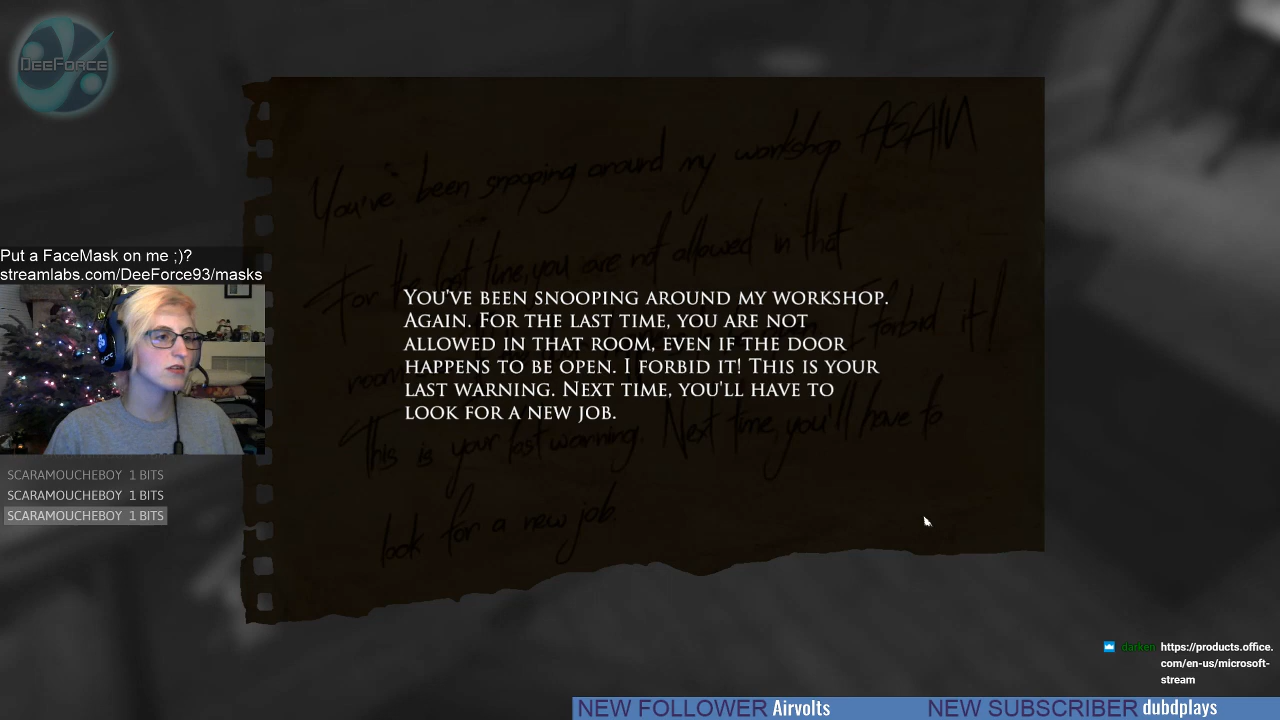 DEEFORCE
You've been snooping around my workshop AGAIN
For the last time, you are not allowed in that
room
I forbid it!
This is your last warning. Next time, you'll have to
look for a new job
You've been snooping around my workshop.
Again. For the last time, you are not
allowed in that room, even if the door
happens to be open. I forbid it! This is your
last warning. Next time, you'll have to
look for a new job.
Put a FaceMask on me ;)?
streamlabs.com/DeeForce93/masks
SCARAMOUCHEBOY 1 BITS
SCARAMOUCHEBOY 1 BITS
SCARAMOUCHEBOY 1 BITS
darken https://products.office.
com/en-us/microsoft-
stream
NEW FOLLOWER Airvolts
NEW SUBSCRIBER dubdplays